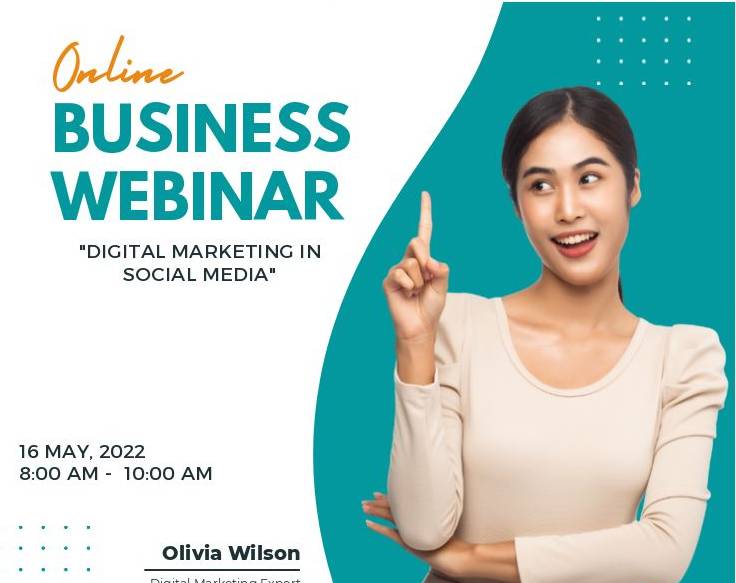 Online
BUSINESS
WEBINAR
"DIGITAL MARKETING IN
SOCIAL MEDIA"
16 MAY, 2022
8:00 AM - 10:00 AM
Olivia Wilson
Digital Marketing Expert